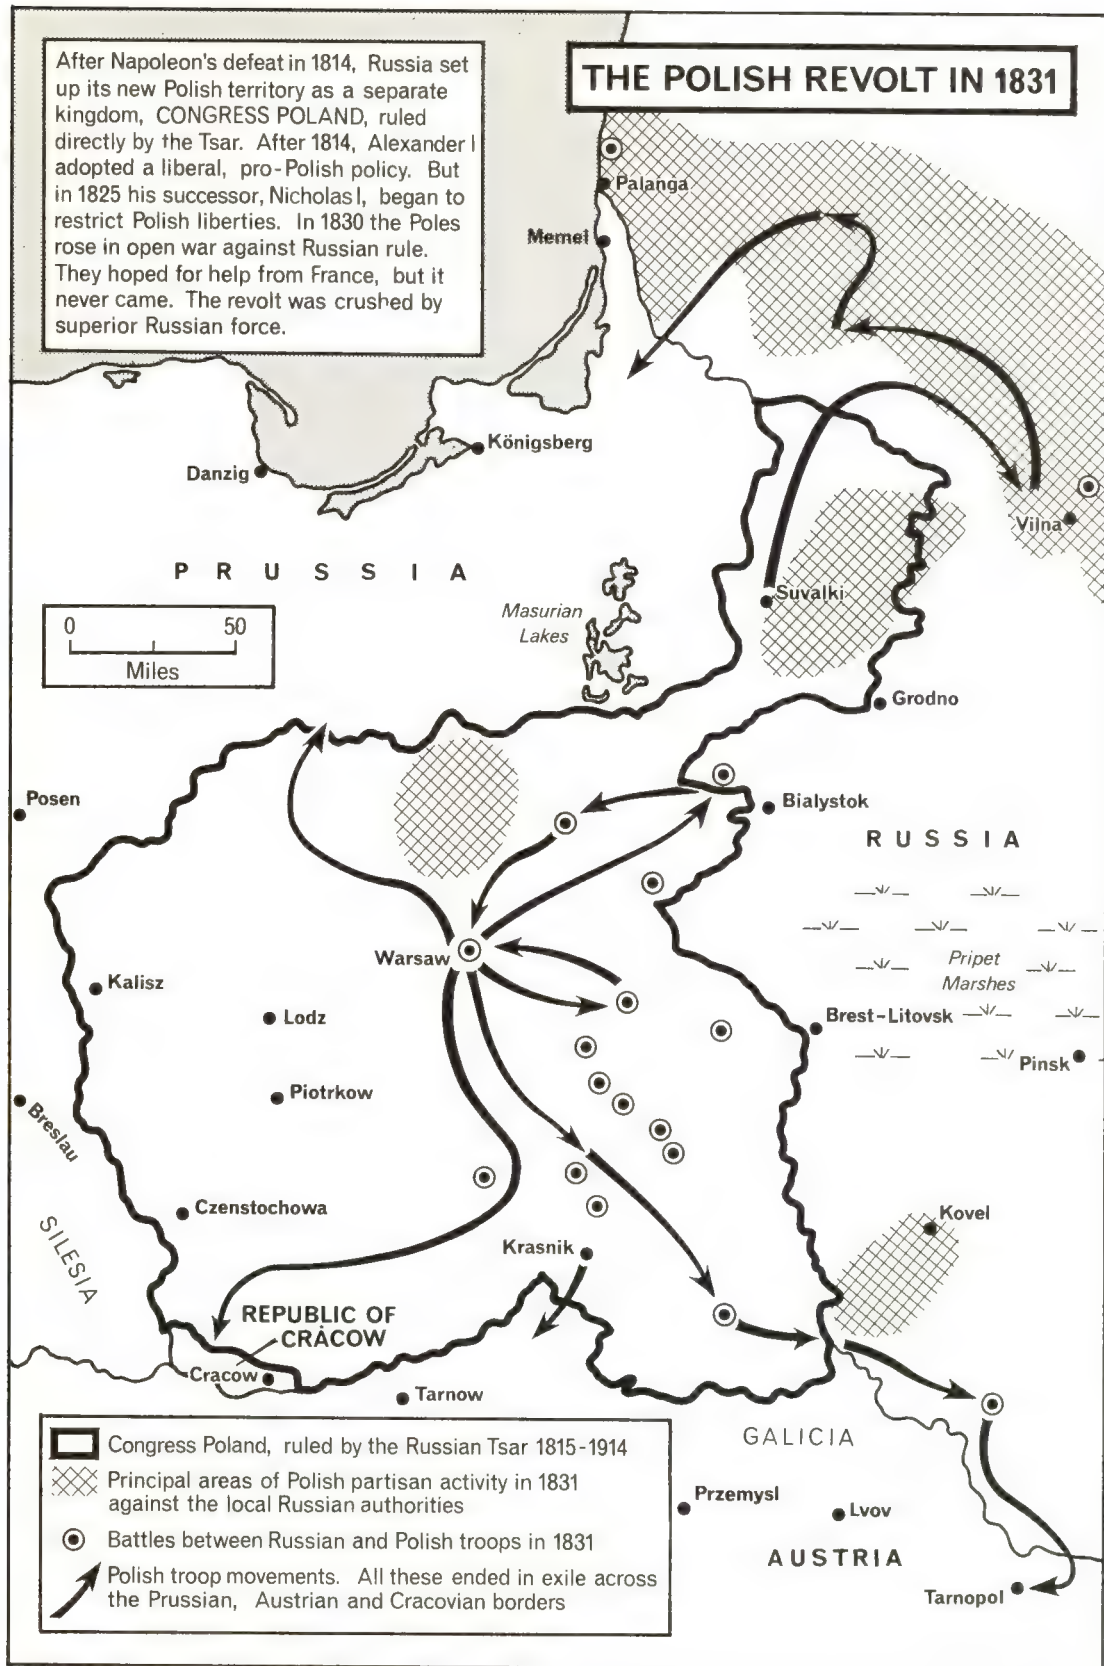 After Napoleon's defeat in 1814, Russia set
up its new Polish territory as a separate
kingdom, CONGRESS POLAND, ruled
directly by the Tsar. After 1814, Alexander I
adopted a liberal, pro-Polish policy. But
in 1825 his successor, Nicholas I, began to
restrict Polish liberties. In 1830 the Poles
rose in open war against Russian rule.
They hoped for help from France, but it
never came. The revolt was crushed by
superior Russian force.
THE POLISH REVOLT IN 1831
Palanga
Memel
Königsberg
Danzig
Vilna
PRUSSIA
Suvalki
Masurian
Lakes
0 50
Miles
Grodno
Posen
Bialystok
RUSSIA
Warsaw
Pripet
Marshes
Kalisz
Lodz
Brest-Litovsk
Pinsk
Piotrkow
Breslau
Czenstochowa
Kovel
SILESIA
Krasnik
REPUBLIC OF
CRACOW
Cracow
Tarnow
GALICIA
Przemysl
Lvov
AUSTRIA
Tarnopol
Congress Poland, ruled by the Russian Tsar 1815-1914
Principal areas of Polish partisan activity in 1831
against the local Russian authorities
Battles between Russian and Polish troops in 1831
Polish troop movements. All these ended in exile across
the Prussian, Austrian and Cracovian borders